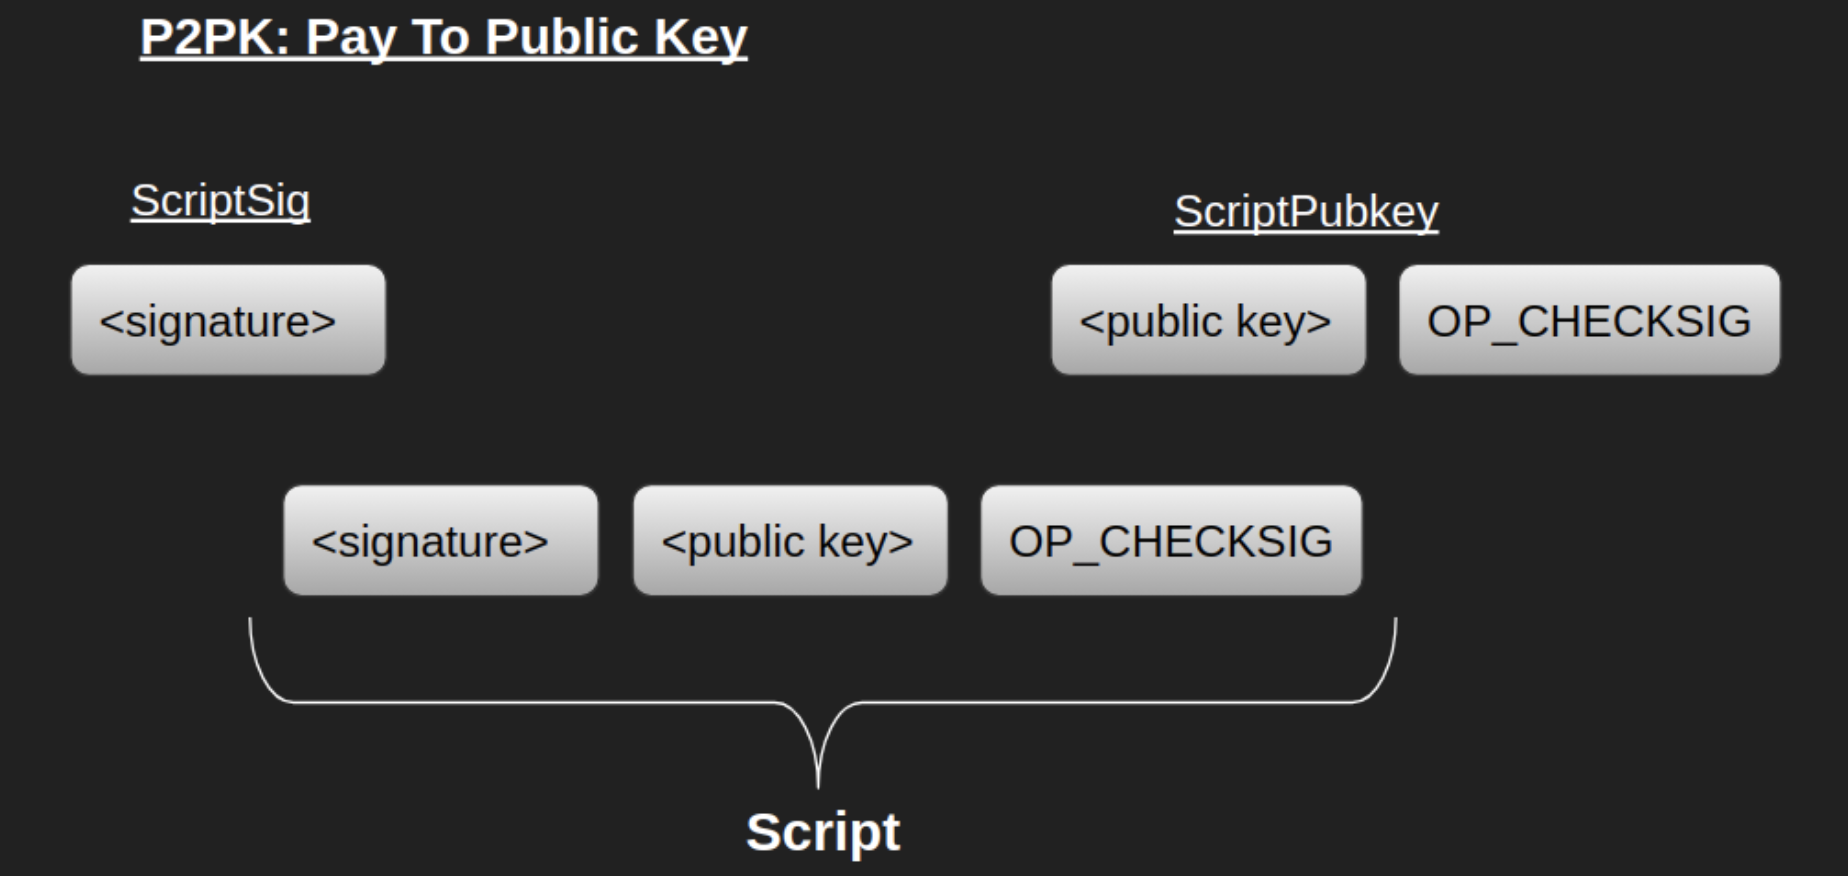 P2PK: Pay To Public Key
ScriptSig
ScriptPubkey
<signature>
<public key> OP_CHECKSIG
<signature> <public key> OP_CHECKSIG
Script